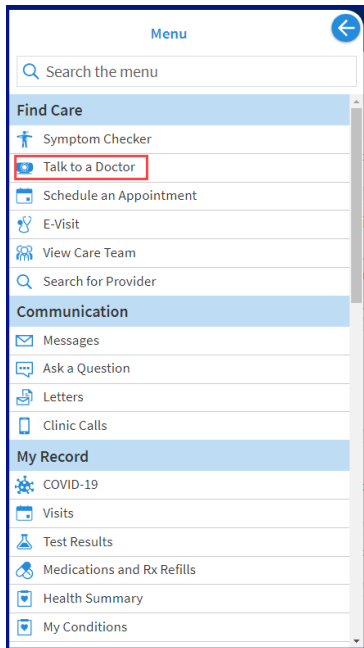 Menu
Search the menu
Find Care
Symptom Checker
Talk to a Doctor
Schedule an Appointment
E-Visit
View Care Team
Search for Provider
Communication
Messages
Ask a Question
Letters
Clinic Calls
My Record
COVID-19
Visits
Test Results
Medications and Rx Refills
Health Summary
My Conditions